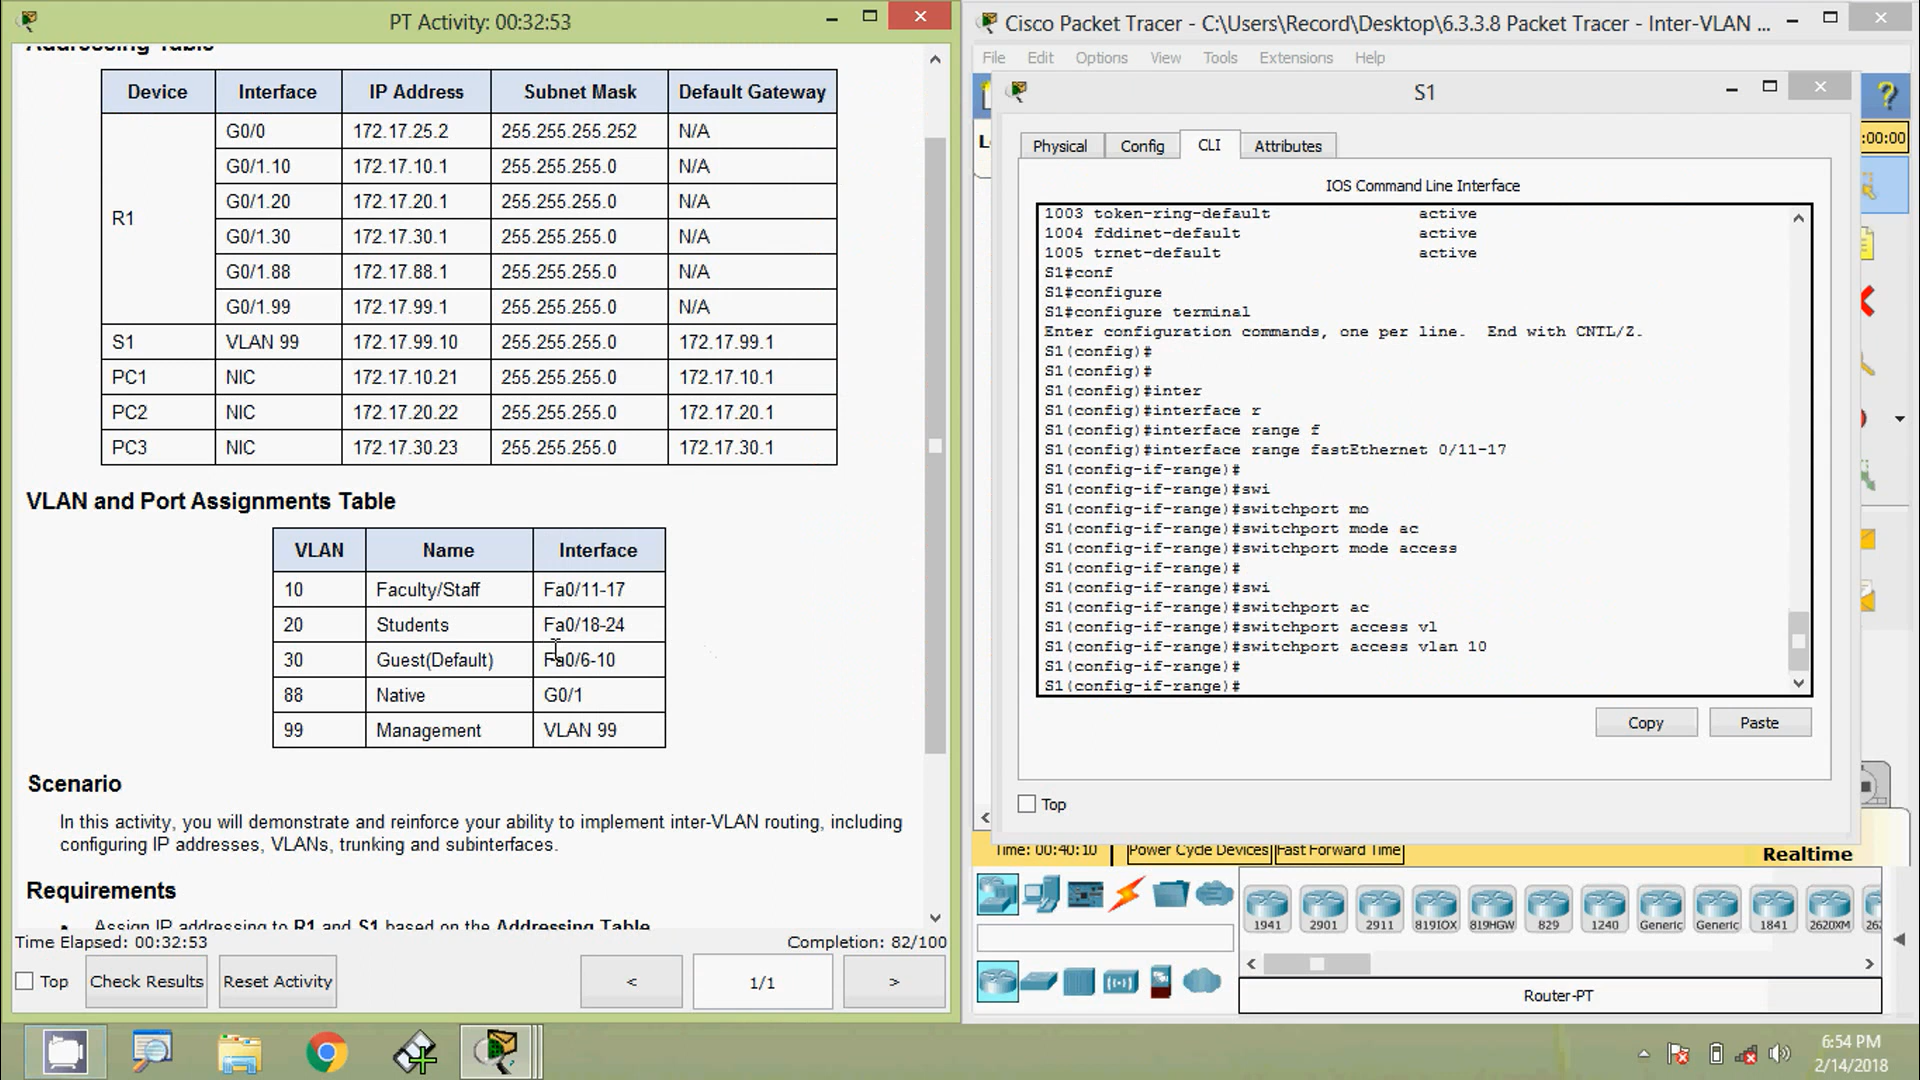 PT Activity: 00:32:53
Addressing Table
Device Interface IP Address Subnet Mask Default Gateway
R1
G0/0 172.17.25.2 255.255.255.252 N/A
G0/1.10 172.17.10.1 255.255.255.0 N/A
G0/1.20 172.17.20.1 255.255.255.0 N/A
G0/1.30 172.17.30.1 255.255.255.0 N/A
G0/1.88 172.17.88.1 255.255.255.0 N/A
G0/1.99 172.17.99.1 255.255.255.0 N/A
S1 VLAN 99 172.17.99.10 255.255.255.0 172.17.99.1
PC1 NIC 172.17.10.21 255.255.255.0 172.17.10.1
PC2 NIC 172.17.20.22 255.255.255.0 172.17.20.1
PC3 NIC 172.17.30.23 255.255.255.0 172.17.30.1
VLAN and Port Assignments Table
VLAN Name Interface
10 Faculty/Staff Fa0/11-17
20 Students Fa0/18-24
30 Guest(Default) Fa0/6-10
88 Native G0/1
99 Management VLAN 99
Scenario
In this activity, you will demonstrate and reinforce your ability to implement inter-VLAN routing, including
configuring IP addresses, VLANs, trunking and subinterfaces.
Requirements
• Assign IP addressing to R1 and S1 based on the Addressing Table.
Time Elapsed: 00:32:53 Completion: 82/100
Top Check Results Reset Activity < 1/1 >
Cisco Packet Tracer - C:\Users\Record\Desktop\6.3.3.8 Packet Tracer - Inter-VLAN ...
File Edit Options View Tools Extensions Help
S1
:00:00
Physical Config CLI Attributes
IOS Command Line Interface
1003 token-ring-default active
1004 fddinet-default active
1005 trnet-default active
S1#conf
S1#configure
S1#configure terminal
Enter configuration commands, one per line. End with CNTL/Z.
S1(config)#
S1(config)#
S1(config)#inter
S1(config)#interface r
S1(config)#interface range f
S1(config)#interface range fastEthernet 0/11-17
S1(config-if-range)#
S1(config-if-range)#swi
S1(config-if-range)#switchport mo
S1(config-if-range)#switchport mode ac
S1(config-if-range)#switchport mode access
S1(config-if-range)#
S1(config-if-range)#swi
S1(config-if-range)#switchport ac
S1(config-if-range)#switchport access vl
S1(config-if-range)#switchport access vlan 10
S1(config-if-range)#
S1(config-if-range)#
Copy Paste
Top
Time: 00:40:10 Power Cycle Devices Fast Forward Time
Realtime
1941 2901 2911 819IOX 819HGW 829 1240 Generic Generic 1841 2620XM 262
Router-PT
6:54 PM
2/14/2018